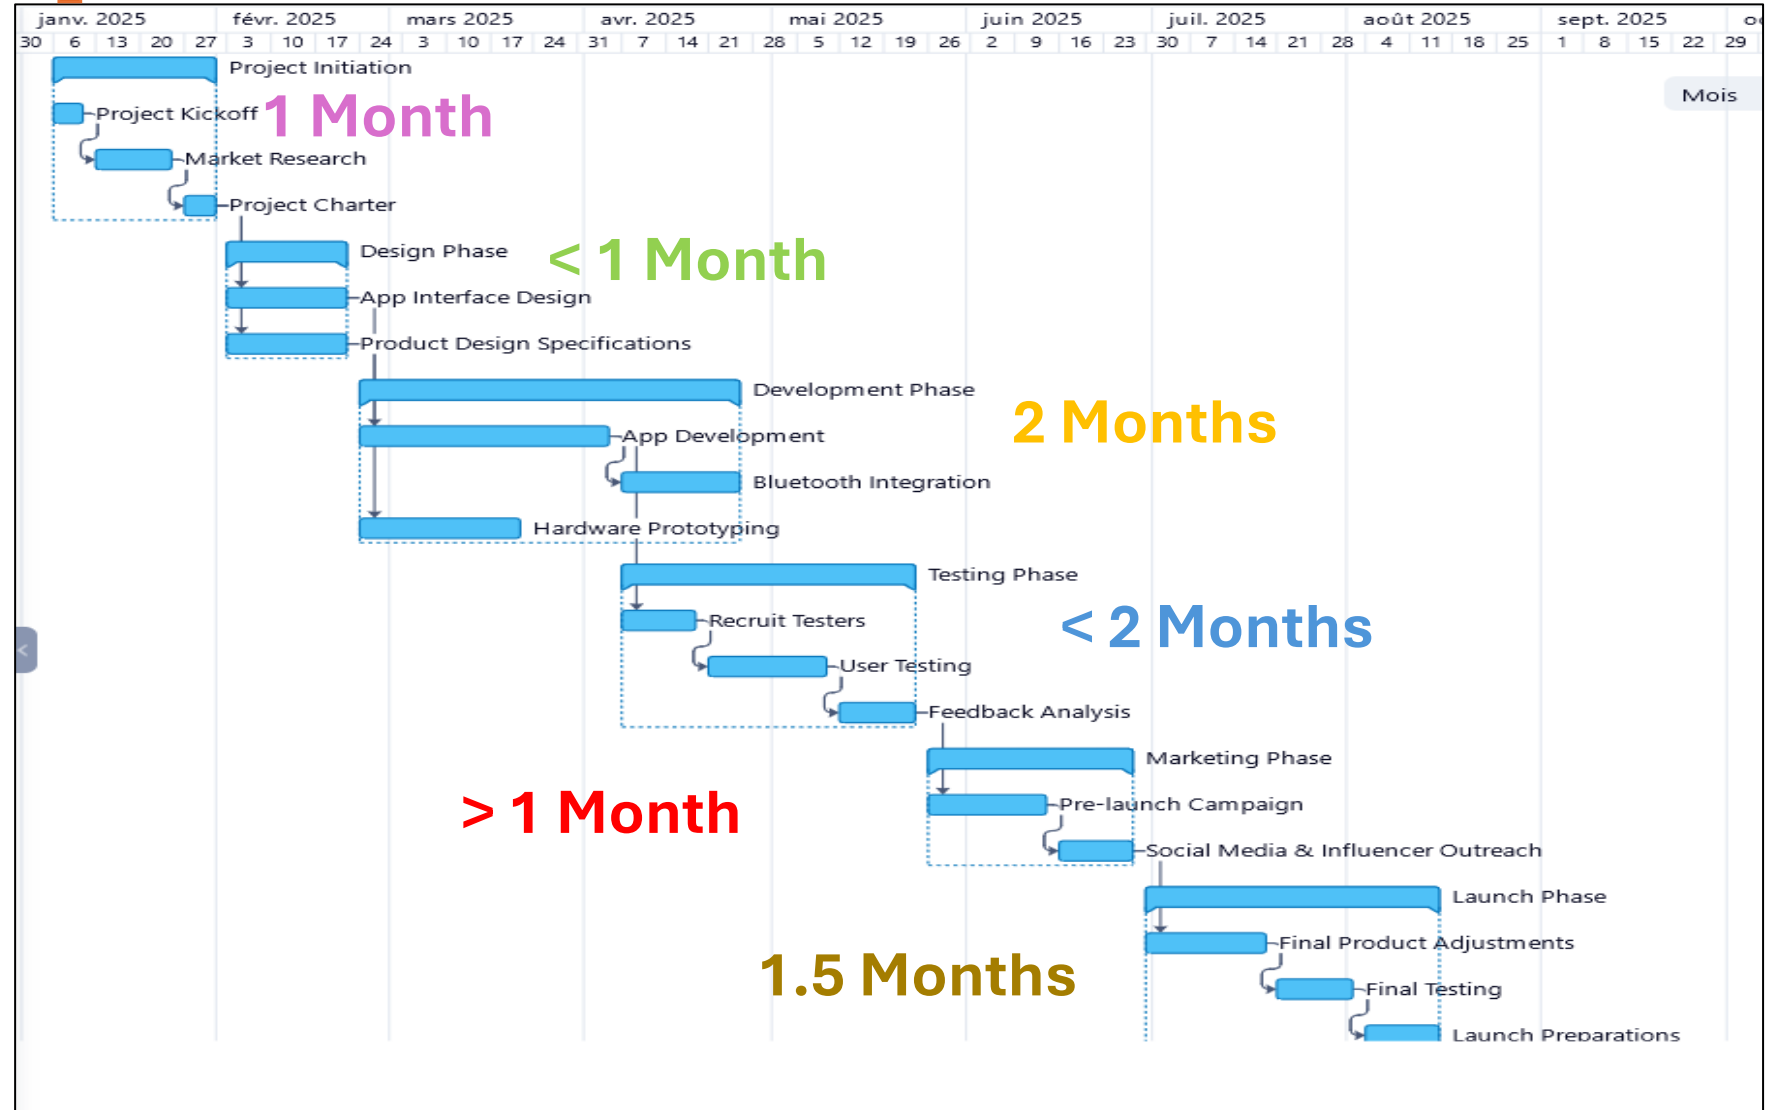 janv. 2025 févr. 2025 mars 2025 avr. 2025 mai 2025 juin 2025 juil. 2025 août 2025 sept. 2025
30 6 13 20 27 3 10 17 24 3 10 17 24 31 7 14 21 28 5 12 19 26 2 9 16 23 30 7 14 21 28 4 11 18 25 1 8 15 22 29
Project Initiation
Mois
Project Kickoff
1 Month
Market Research
Project Charter
Design Phase
< 1 Month
App Interface Design
Product Design Specifications
Development Phase
2 Months
App Development
Bluetooth Integration
Hardware Prototyping
Testing Phase
Recruit Testers
< 2 Months
User Testing
Feedback Analysis
Marketing Phase
Pre-launch Campaign
> 1 Month
Social Media & Influencer Outreach
Launch Phase
Final Product Adjustments
1.5 Months
Final Testing
Launch Preparations